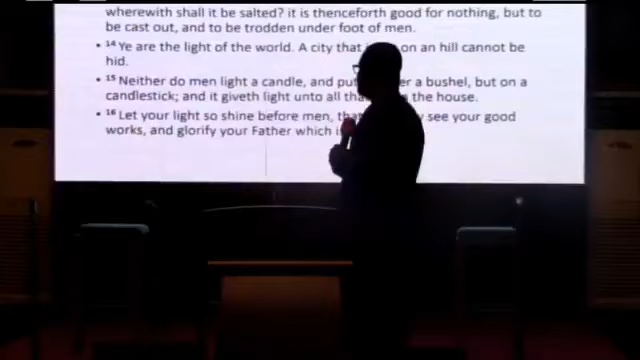 wherewith shall it be salted? it is thenceforth good for nothing, but to
be cast out, and to be trodden under foot of men.
• 14 Ye are the light of the world. A city that on an hill cannot be
hid.
• 15 Neither do men light a candle, and put a bushel, but on a
candlestick; and it giveth light unto all the house.
• 16 Let your light so shine before men, see your good
works, and glorify your Father which